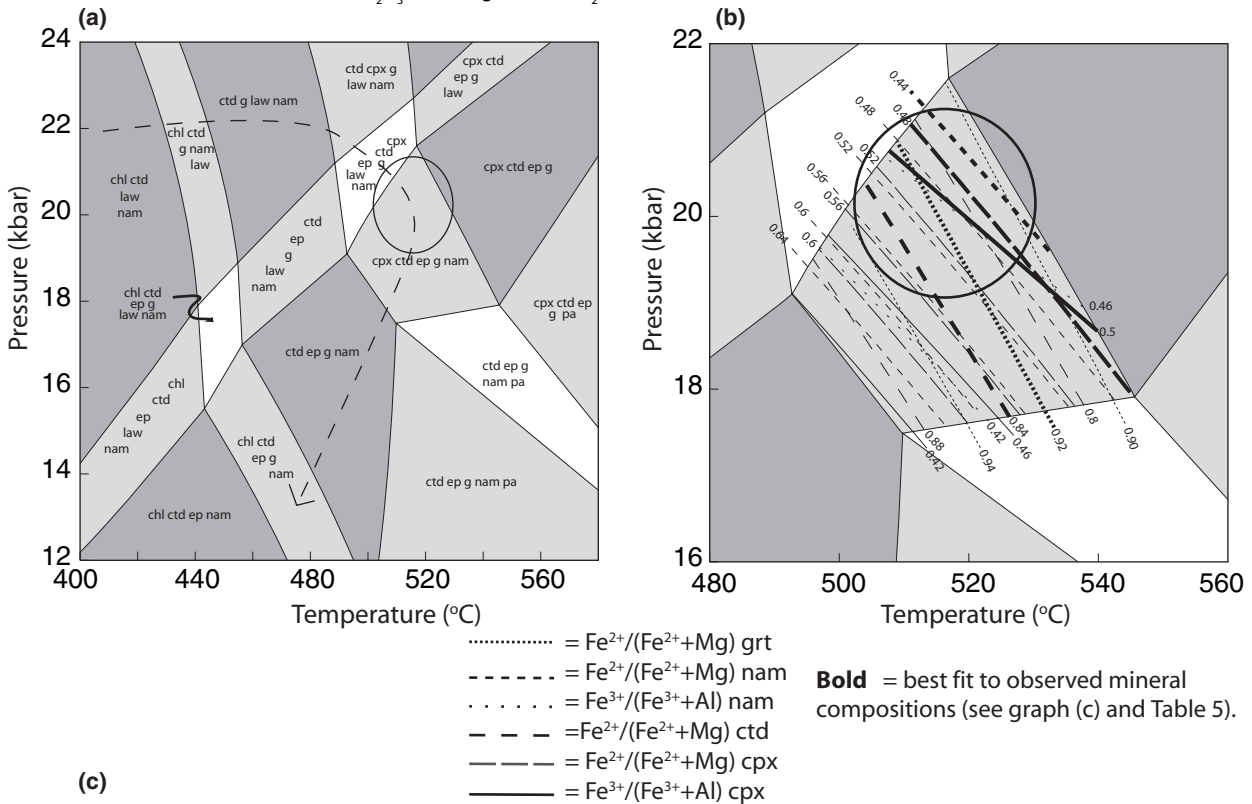 (a)
(b)
24
22
20
18
16
14
12
Pressure (kbar)
400
440
480
520
560
Temperature (°C)
chl ctd
law
nam
chl ctd
g nam
law
ctd g law nam
ctd cpx g
law nam
cpx ctd
ep g
law
cpx
ctd
ep g
law
nam
cpx ctd ep g
ctd
ep
g
law
nam
cpx ctd ep g nam
chl ctd
ep g
law nam
cpx ctd ep
g pa
ctd ep g nam
ctd ep g
nam pa
chl
ctd
ep
law
nam
chl ctd
ep g
nam
ctd ep g nam pa
chl ctd ep nam
22
20
18
16
Pressure (kbar)
480
500
520
540
560
Temperature (°C)
0.44
0.48
0.48
0.52
0.52
0.56
0.56
0.6
0.6
0.64
0.46
0.5
0.8
0.90
0.92
0.84
0.46
0.42
0.94
0.88
0.42
= Fe²⁺/(Fe²⁺+Mg) grt
= Fe²⁺/(Fe²⁺+Mg) nam
= Fe³⁺/(Fe³⁺+Al) nam
=Fe²⁺/(Fe²⁺+Mg) ctd
= Fe²⁺/(Fe²⁺+Mg) cpx
= Fe³⁺/(Fe³⁺+Al) cpx
Bold = best fit to observed mineral
compositions (see graph (c) and Table 5).
(c)